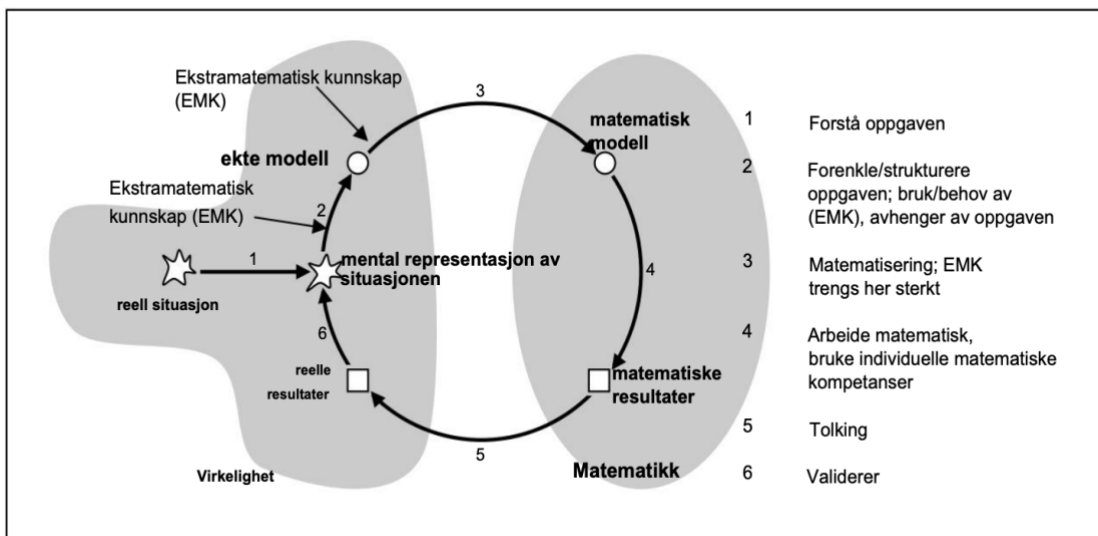 Ekstramatematisk kunnskap
(EMK)
3
ekte modell
matematisk
modell
Ekstramatematisk
kunnskap (EMK)
2
1
mental representasjon av
situasjonen
reell situasjon
4
6
reelle
resultater
matematiske
resultater
5
Virkelighet
Matematikk
1 Forstå oppgaven
2 Forenkle/strukturere
oppgaven; bruk/behov av
(EMK), avhenger av oppgaven
3 Matematisering; EMK
trengs her sterkt
4 Arbeide matematisk,
bruke individuelle matematiske
kompetanser
5 Tolking
6 Validerer